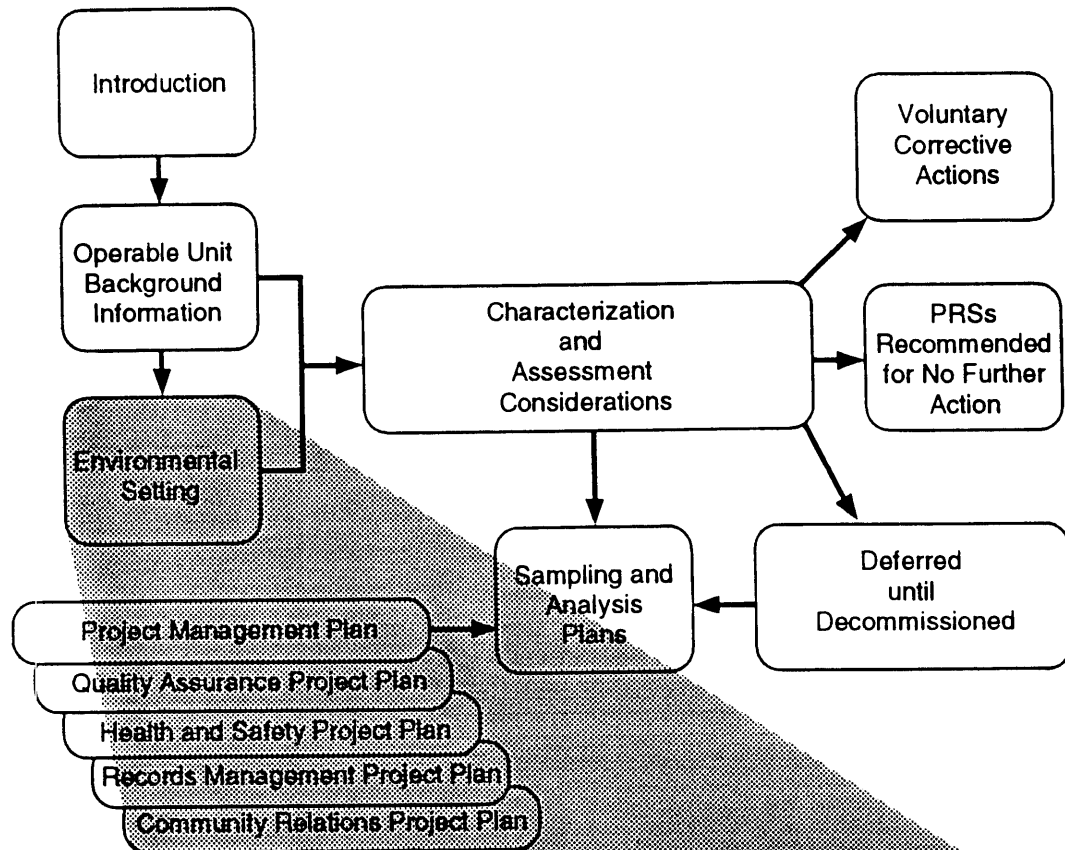 Introduction
Operable Unit
Background
Information
Environmental
Setting
Characterization
and
Assessment
Considerations
Voluntary
Corrective
Actions
PRSs
Recommended
for No Further
Action
Deferred
until
Decommissioned
Sampling and
Analysis
Plans
Project Management Plan
Quality Assurance Project Plan
Health and Safety Project Plan
Records Management Project Plan
Community Relations Project Plan